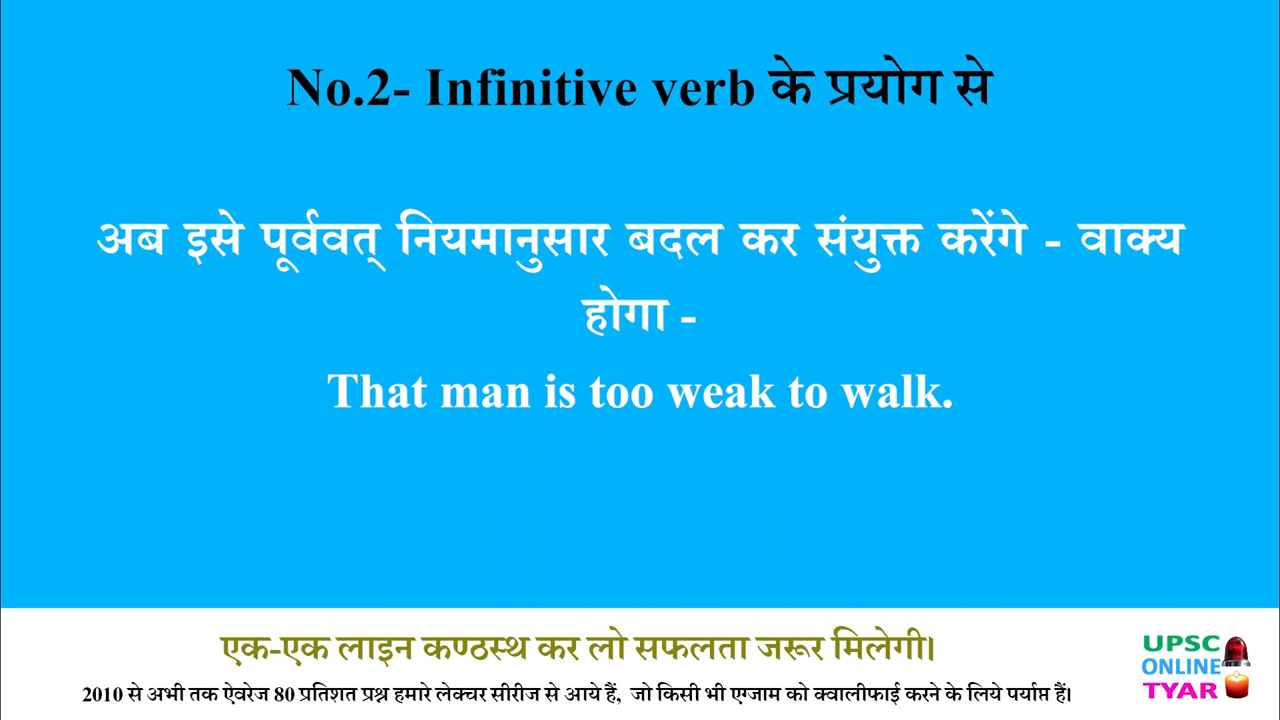 No.2- Infinitive verb के प्रयोग से
अब इसे पूर्ववत् नियमानुसार बदल कर संयुक्त करेंगे - वाक्य
होगा -
That man is too weak to walk.
एक-एक लाइन कण्ठस्थ कर लो सफलता जरूर मिलेगी।
2010 से अभी तक ऐवरेज 80 प्रतिशत प्रश्न हमारे लेक्चर सीरीज से आये हैं, जो किसी भी एग्जाम को क्वालीफाई करने के लिये पर्याप्त हैं।
UPSC
ONLINE
TYAR